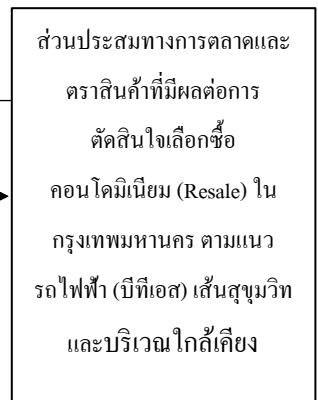 ส่วนประสมทางการตลาดและ
ตราสินค้าที่มีผลต่อการ
ตัดสินใจเลือกซื้อ
คอนโดมิเนียม (Resale) ใน
กรุงเทพมหานคร ตามแนว
รถไฟฟ้า (บีทีเอส) เส้นสุขุมวิท
และบริเวณใกล้เคียง